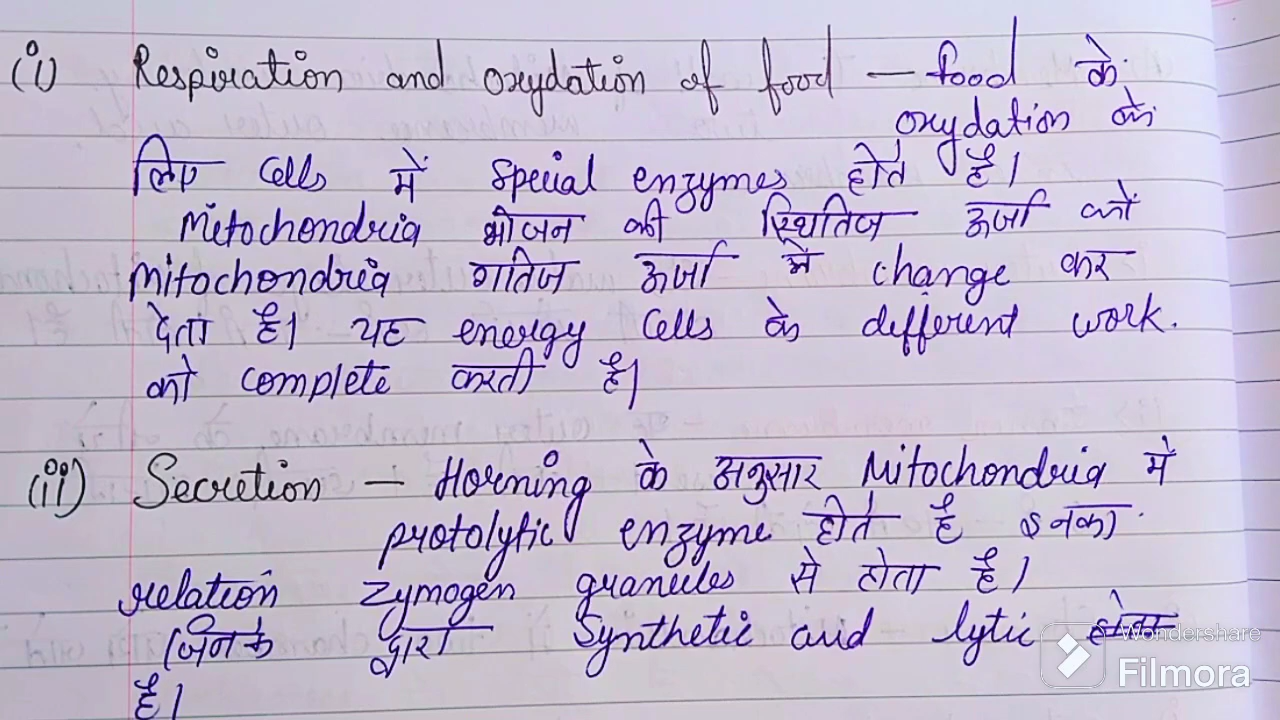 (i) Respiration and oxydation of food — food के
oxydation के
लिए Cells में special enzymes होते हैं।
Mitochondria भोजन की स्थितिज ऊर्जा को
Mitochondria गतिज ऊर्जा में change कर
देता है। यह energy Cells के different work.
को complete करती है।
(ii) Secretion — Horning के अनुसार Mitochondria में
protolytic enzyme होते है इनका
relation zymogen granules से होता है।
जिनके द्वारा Synthetic and lytic होता
है।
Wondershare
Filmora